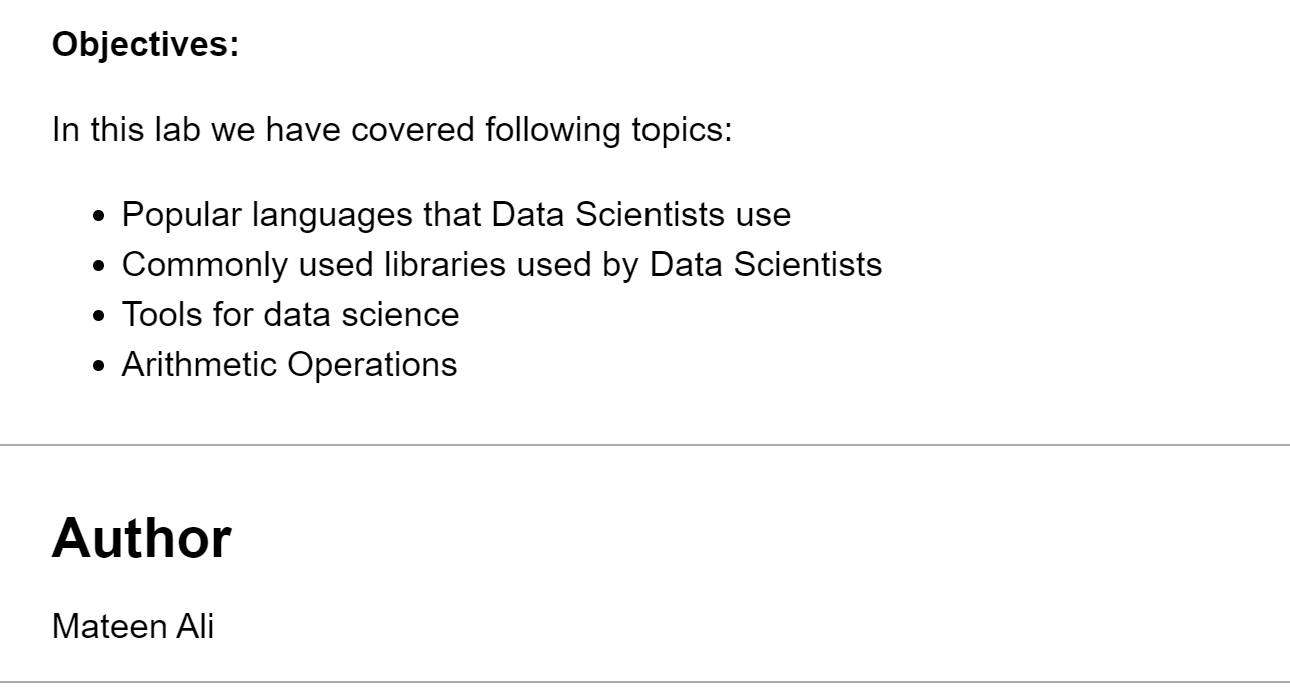 Objectives:
In this lab we have covered following topics:
• Popular languages that Data Scientists use
• Commonly used libraries used by Data Scientists
• Tools for data science
• Arithmetic Operations
Author
Mateen Ali